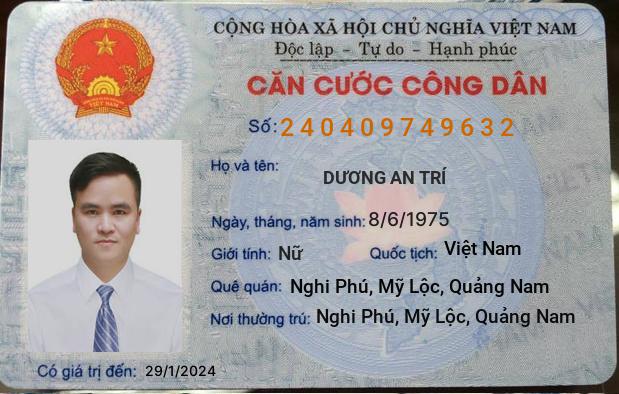 CỘNG HÒA XÃ HỘI CHỦ NGHĨA VIỆT NAM
Độc lập - Tự do - Hạnh phúc
CĂN CƯỚC CÔNG DÂN
Số: 240409749632
Họ và tên:
DƯƠNG AN TRÍ
Ngày, tháng, năm sinh: 8/6/1975
Giới tính: Nữ Quốc tịch: Việt Nam
Quê quán: Nghi Phú, Mỹ Lộc, Quảng Nam
Nơi thường trú: Nghi Phú, Mỹ Lộc, Quảng Nam
Có giá trị đến: 29/1/2024
VIỆT NAM